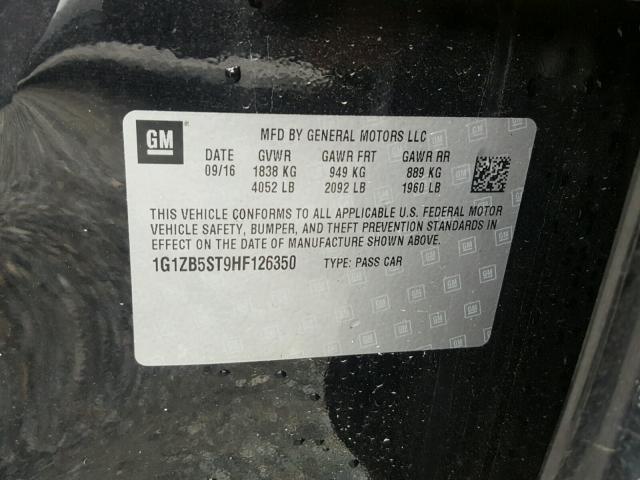 GM
MFD BY GENERAL MOTORS LLC
DATE GVWR GAWR FRT GAWR RR
09/16 1838 KG 949 KG 889 KG
4052 LB 2092 LB 1960 LB
THIS VEHICLE CONFORMS TO ALL APPLICABLE U.S. FEDERAL MOTOR
VEHICLE SAFETY, BUMPER, AND THEFT PREVENTION STANDARDS IN
EFFECT ON THE DATE OF MANUFACTURE SHOWN ABOVE.
1G1ZB5ST9HF126350 TYPE: PASS CAR